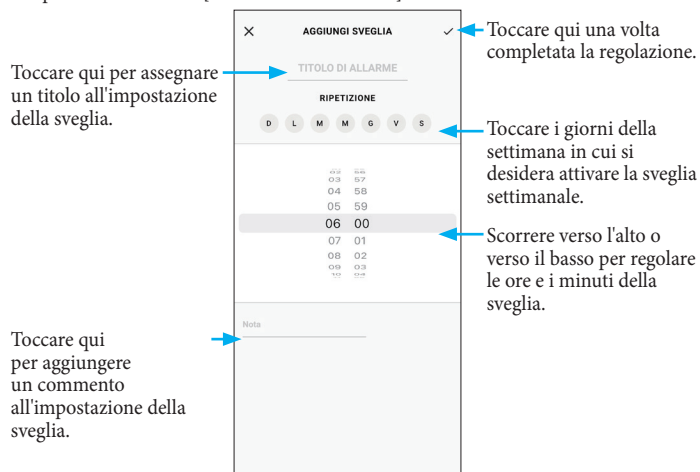 AGGIUNGI SVEGLIA
Toccare qui una volta
completata la regolazione.
TITOLO DI ALLARME
Toccare qui per assegnare
un titolo all'impostazione
della sveglia.
RIPETIZIONE
D L M M G V S
Toccare i giorni della
settimana in cui si
desidera attivare la sveglia
settimanale.
03 57
04 58
05 59
06 00
07 01
08 02
09 03
Scorrere verso l'alto o
verso il basso per regolare
le ore e i minuti della
sveglia.
Nota
Toccare qui
per aggiungere
un commento
all'impostazione della
sveglia.